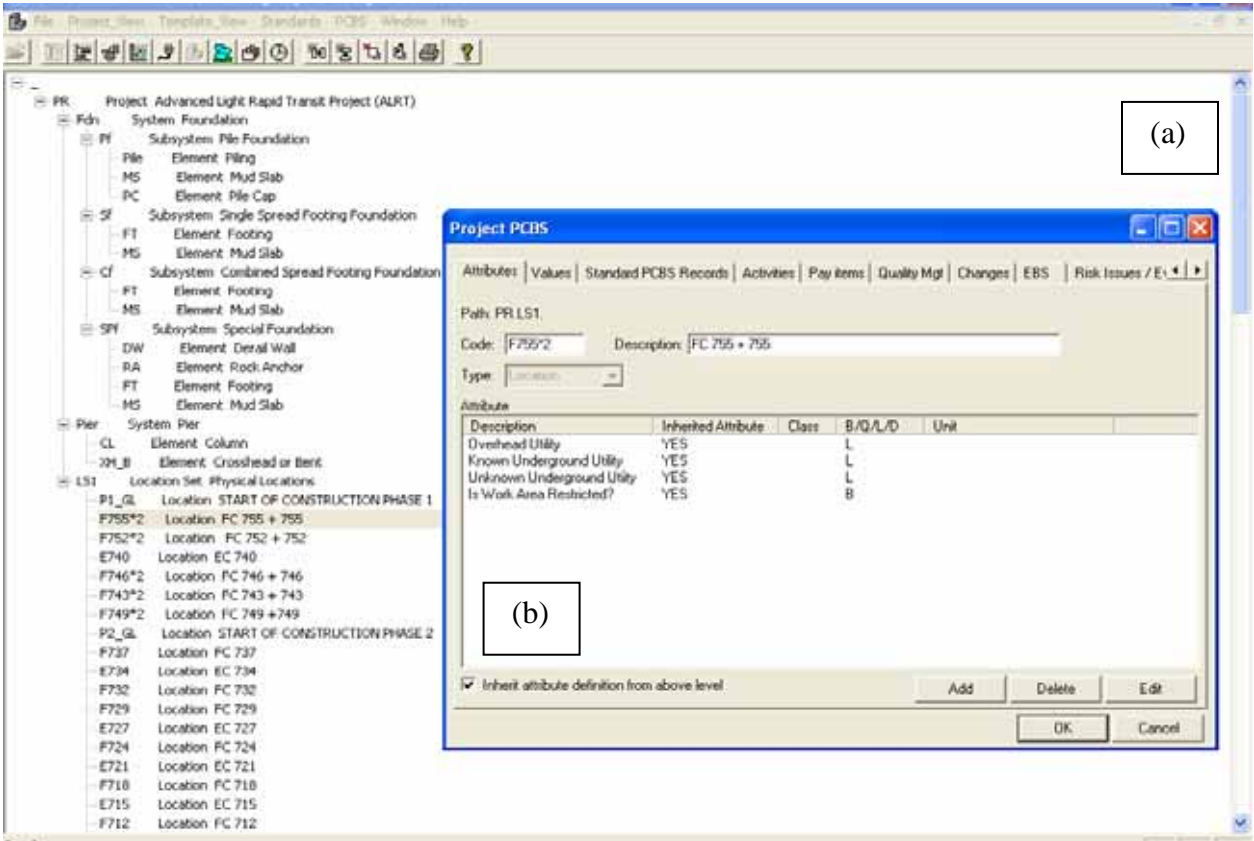 File Project_View Template_View Standards PCBS Window Help
PR Project Advanced Light Rapid Transit Project (ALRT)
Fdn System Foundation
Pf Subsystem Pile Foundation
Pile Element Piling
MS Element Mud Slab
PC Element Pile Cap
Sf Subsystem Single Spread Footing Foundation
FT Element Footing
MS Element Mud Slab
Cf Subsystem Combined Spread Footing Foundation
FT Element Footing
MS Element Mud Slab
SPf Subsystem Special Foundation
DW Element Derail Wall
RA Element Rock Anchor
FT Element Footing
MS Element Mud Slab
Pier System Pier
CL Element Column
XH_B Element Crosshead or Bent
LS1 Location Set Physical Locations
P1_GL Location START OF CONSTRUCTION PHASE 1
F755*2 Location FC 755 + 755
F752*2 Location FC 752 + 752
E740 Location EC 740
F746*2 Location FC 746 + 746
F743*2 Location FC 743 + 743
F749*2 Location FC 749 +749
P2_GL Location START OF CONSTRUCTION PHASE 2
F737 Location FC 737
E734 Location EC 734
F732 Location FC 732
F729 Location FC 729
E727 Location EC 727
F724 Location FC 724
E721 Location EC 721
F718 Location FC 718
E715 Location EC 715
F712 Location FC 712
(a)
Project PCBS
Attributes Values Standard PCBS Records Activities Pay items Quality Mgt Changes EBS Risk Issues / Ev
Path: PR.LS1.
Code: F755*2 Description: FC 755 + 755
Type: Location
Attribute
Description Inherited Attribute Class B/Q/L/D Unit
Overhead Utility YES L
Known Underground Utility YES L
Unknown Underground Utility YES L
Is Work Area Restricted? YES B
(b)
Inherit attribute definition from above level Add Delete Edit
OK Cancel